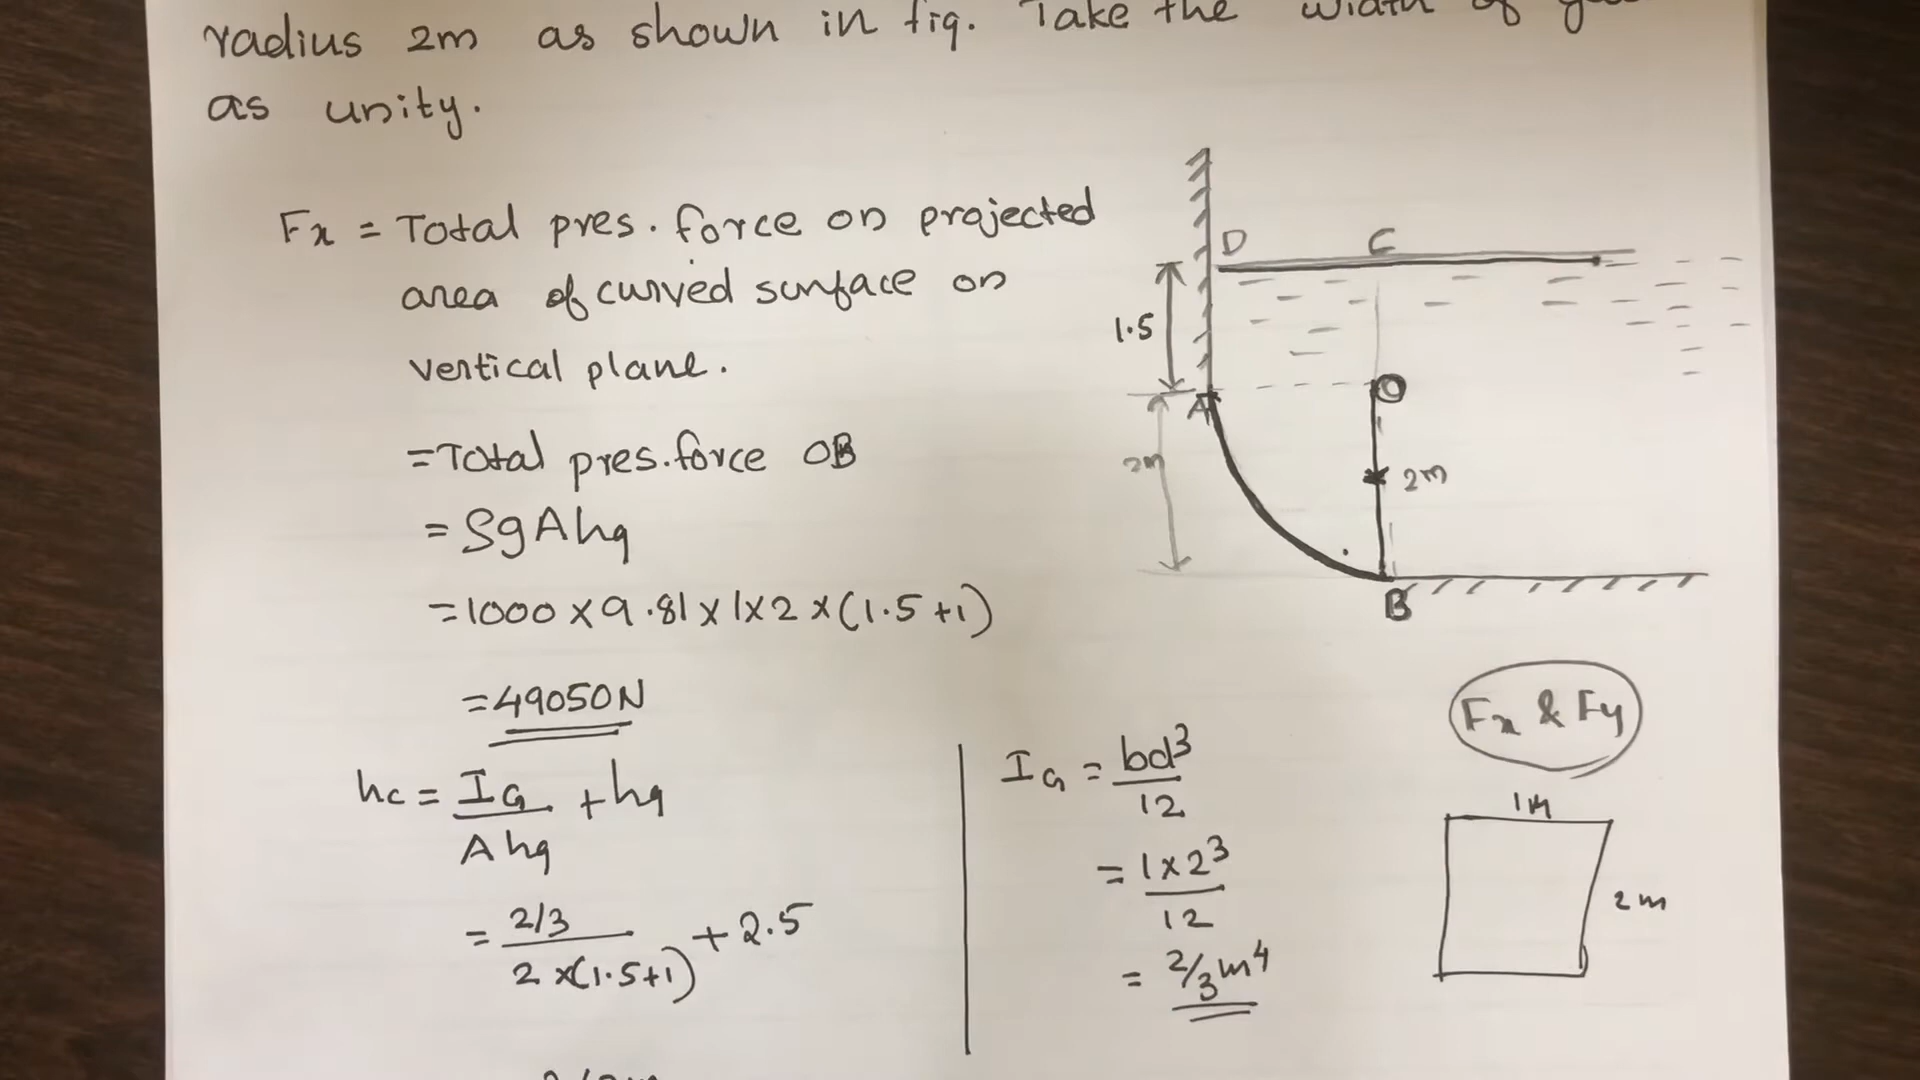 radius 2m as shown in fig. Take the width of
as unity.
Fx = Total pres. force on projected
area of curved surface on
vertical plane.
= Total pres. force OB
= ρgAhG
= 1000 × 9.81 × 1×2 × (1.5+1)
= 49050N
hc = IG / AhG + hG
= 2/3 / 2×(1.5+1) + 2.5
D C
1.5
A O
2m
2m
B
Fx & Fy
IG = bd³ / 12
= 1×2³ / 12
= 2/3 m⁴
1M
2m